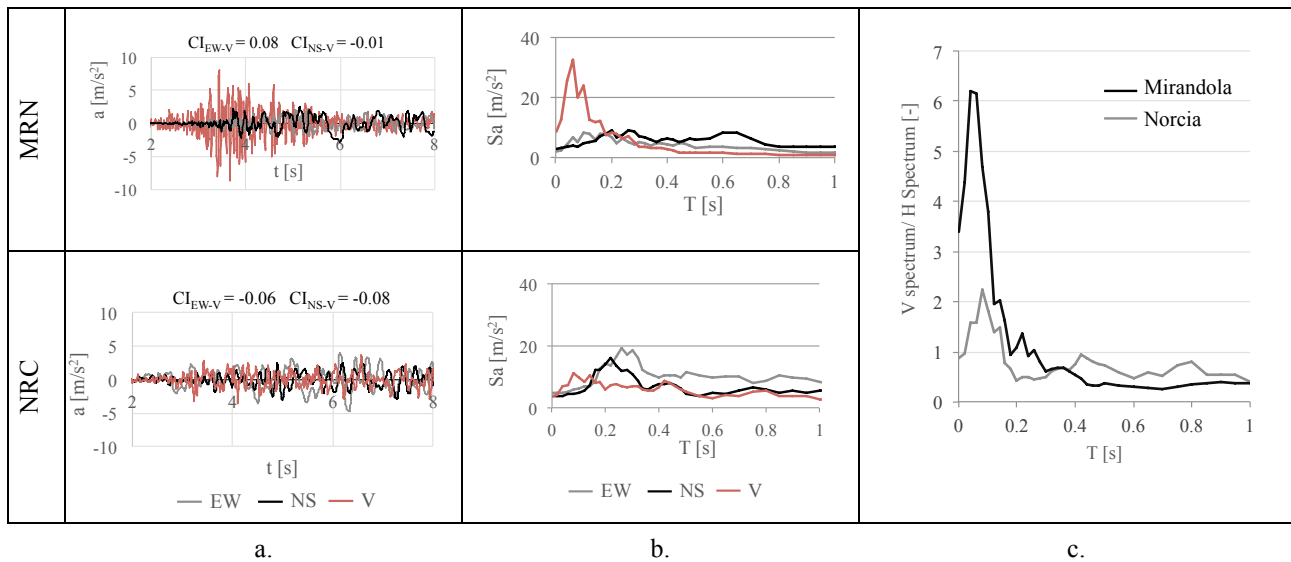 MRN
CI_EW-V = 0.08 CI_NS-V = -0.01
a [m/s²]
10
5
0
-5
-10
2 4 6 8
t [s]
Sa [m/s²]
40
20
0
0 0.2 0.4 0.6 0.8 1
T [s]
NRC
CI_EW-V = -0.06 CI_NS-V = -0.08
a [m/s²]
10
5
0
-5
-10
2 4 6 8
t [s]
EW NS V
Sa [m/s²]
40
20
0
0 0.2 0.4 0.6 0.8 1
T [s]
EW NS V
V spectrum/ H Spectrum [-]
7
6
5
4
3
2
1
0
Mirandola
Norcia
0 0.2 0.4 0.6 0.8 1
T [s]
a. b. c.